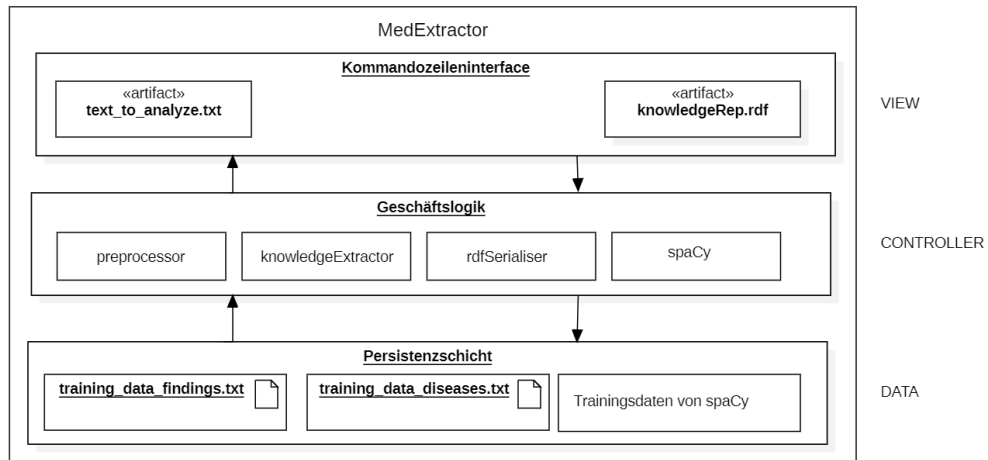 MedExtractor
Kommandozeileninterface
«artifact»
text_to_analyze.txt
«artifact»
knowledgeRep.rdf
VIEW
Geschäftslogik
preprocessor
knowledgeExtractor
rdfSerialiser
spaCy
CONTROLLER
Persistenzschicht
training_data_findings.txt
training_data_diseases.txt
Trainingsdaten von spaCy
DATA